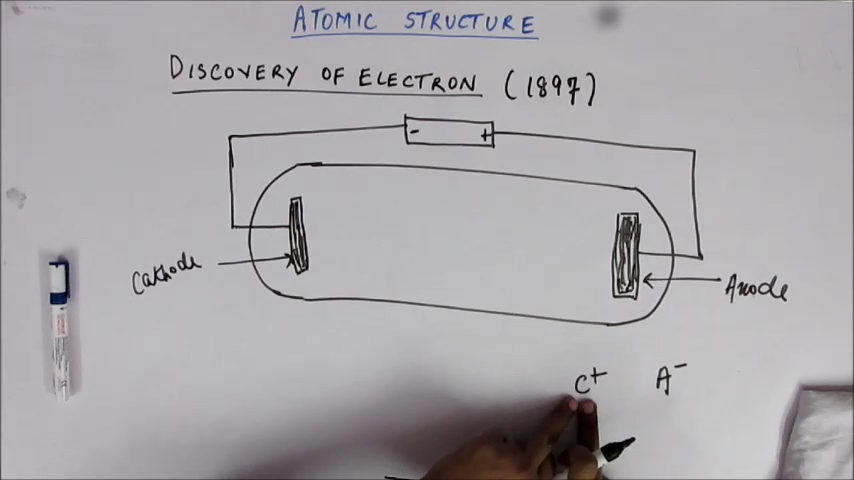 ATOMIC STRUCTURE
DISCOVERY OF ELECTRON (1897)
- +
Cathode
Anode
C+ A-